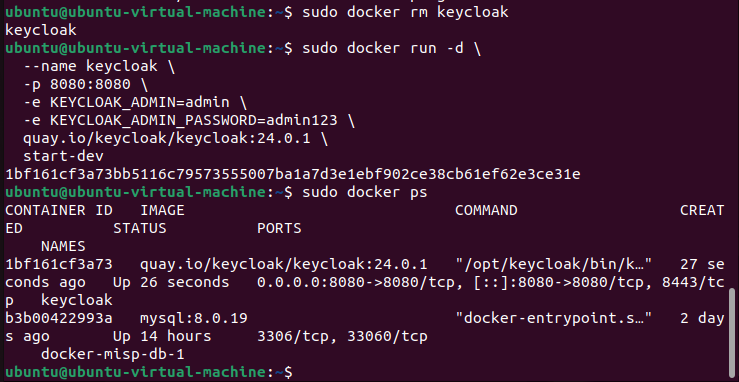 ubuntu@ubuntu-virtual-machine:~$ sudo docker rm keycloak
keycloak
ubuntu@ubuntu-virtual-machine:~$ sudo docker run -d \
  --name keycloak \
  -p 8080:8080 \
  -e KEYCLOAK_ADMIN=admin \
  -e KEYCLOAK_ADMIN_PASSWORD=admin123 \
  quay.io/keycloak/keycloak:24.0.1 \
  start-dev
1bf161cf3a73bb5116c79573555007ba1a7d3e1ebf902ce38cb61ef62e3ce31e
ubuntu@ubuntu-virtual-machine:~$ sudo docker ps
CONTAINER ID   IMAGE                              COMMAND                  CREAT
ED          STATUS          PORTS
    NAMES
1bf161cf3a73   quay.io/keycloak/keycloak:24.0.1   "/opt/keycloak/bin/k…"   27 se
conds ago   Up 26 seconds   0.0.0.0:8080->8080/tcp, [::]:8080->8080/tcp, 8443/tc
p   keycloak
b3b00422993a   mysql:8.0.19                       "docker-entrypoint.s…"   2 day
s ago       Up 14 hours     3306/tcp, 33060/tcp
    docker-misp-db-1
ubuntu@ubuntu-virtual-machine:~$